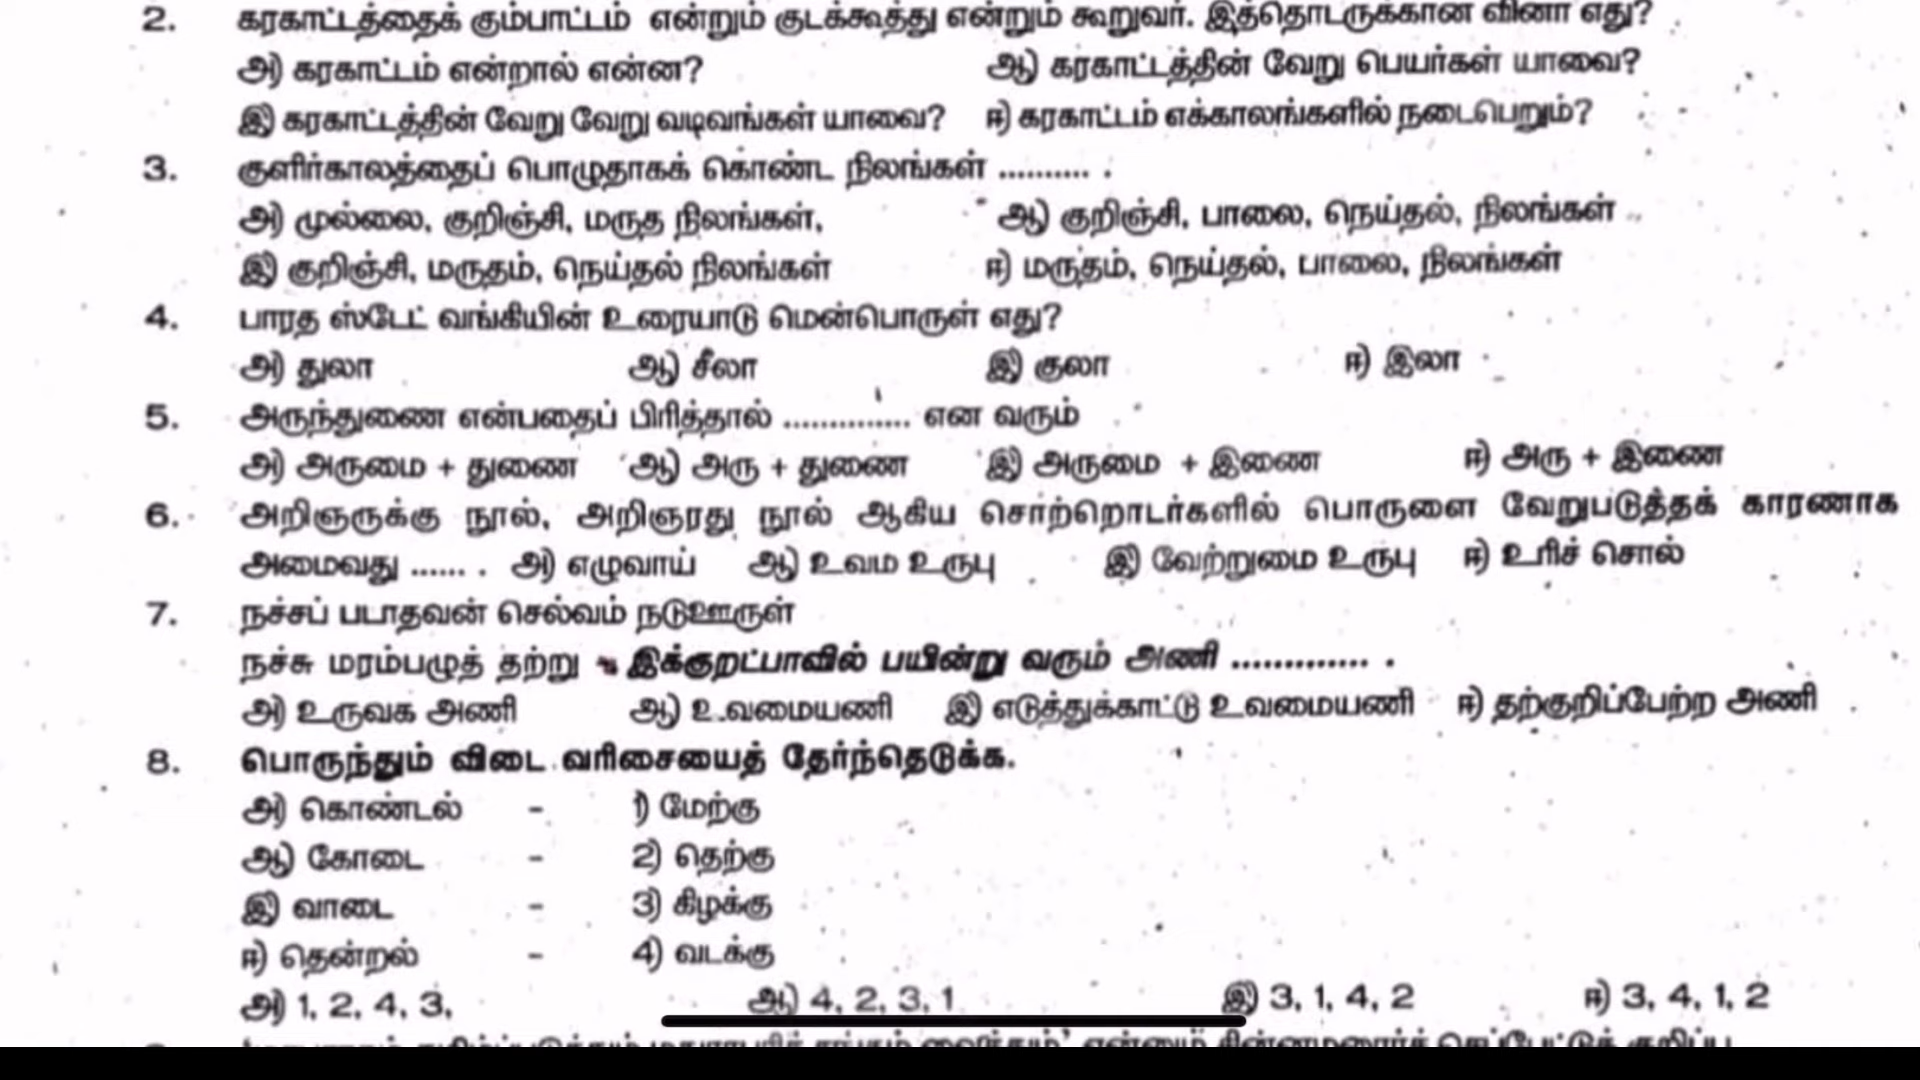 2. கரகாட்டத்தைக் கும்பாட்டம் என்றும் குடக்கூத்து என்றும் கூறுவர். இத்தொடருக்கான வினா எது?
அ) கரகாட்டம் என்றால் என்ன? ஆ) கரகாட்டத்தின் வேறு பெயர்கள் யாவை?
இ) கரகாட்டத்தின் வேறு வேறு வடிவங்கள் யாவை? ஈ) கரகாட்டம் எக்காலங்களில் நடைபெறும்?
3. குளிர்காலத்தைப் பொழுதாகக் கொண்ட நிலங்கள் .......... .
அ) முல்லை, குறிஞ்சி, மருத நிலங்கள், ஆ) குறிஞ்சி, பாலை, நெய்தல், நிலங்கள்
இ) குறிஞ்சி, மருதம், நெய்தல் நிலங்கள் ஈ) மருதம், நெய்தல், பாலை, நிலங்கள்
4. பாரத ஸ்டேட் வங்கியின் உரையாடு மென்பொருள் எது?
அ) துலா ஆ) சீலா இ) குலா ஈ) இலா
5. அருந்துணை என்பதைப் பிரித்தால் .............. என வரும்
அ) அருமை + துணை ஆ) அரு + துணை இ) அருமை + இணை ஈ) அரு + இணை
6. அறிஞருக்கு நூல், அறிஞரது நூல் ஆகிய சொற்றொடர்களில் பொருளை வேறுபடுத்தக் காரணாக
அமைவது ...... . அ) எழுவாய் ஆ) உவம உருபு இ) வேற்றுமை உருபு ஈ) உரிச் சொல்
7. நச்சப் படாதவன் செல்வம் நடுஊருள்
நச்சு மரம்பழுத் தற்று - இக்குறட்பாவில் பயின்று வரும் அணி ............. .
அ) உருவக அணி ஆ) உவமையணி இ) எடுத்துக்காட்டு உவமையணி ஈ) தற்குறிப்பேற்ற அணி
8. பொருந்தும் விடை வரிசையைத் தேர்ந்தெடுக்க.
அ) கொண்டல் - 1) மேற்கு
ஆ) கோடை - 2) தெற்கு
இ) வாடை - 3) கிழக்கு
ஈ) தென்றல் - 4) வடக்கு
அ) 1, 2, 4, 3, ஆ) 4, 2, 3, 1 இ) 3, 1, 4, 2 ஈ) 3, 4, 1, 2